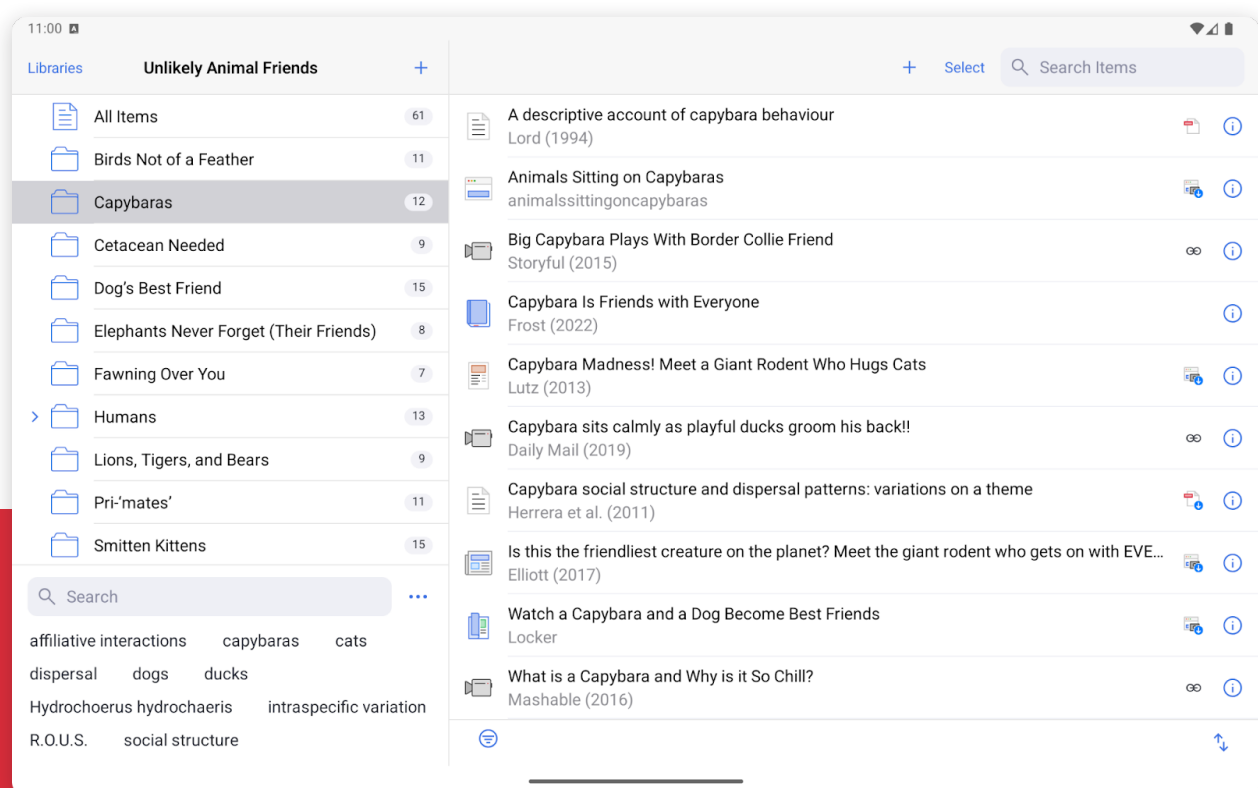 11:00
Libraries
Unlikely Animal Friends
Select
Search Items
All Items 61
Birds Not of a Feather 11
Capybaras 12
Cetacean Needed 9
Dog’s Best Friend 15
Elephants Never Forget (Their Friends) 8
Fawning Over You 7
Humans 13
Lions, Tigers, and Bears 9
Pri-‘mates’ 11
Smitten Kittens 15
Search
affiliative interactions capybaras cats
dispersal dogs ducks
Hydrochoerus hydrochaeris intraspecific variation
R.O.U.S. social structure
A descriptive account of capybara behaviour
Lord (1994)
Animals Sitting on Capybaras
animalssittingoncapybaras
Big Capybara Plays With Border Collie Friend
Storyful (2015)
Capybara Is Friends with Everyone
Frost (2022)
Capybara Madness! Meet a Giant Rodent Who Hugs Cats
Lutz (2013)
Capybara sits calmly as playful ducks groom his back!!
Daily Mail (2019)
Capybara social structure and dispersal patterns: variations on a theme
Herrera et al. (2011)
Is this the friendliest creature on the planet? Meet the giant rodent who gets on with EVE...
Elliott (2017)
Watch a Capybara and a Dog Become Best Friends
Locker
What is a Capybara and Why is it So Chill?
Mashable (2016)